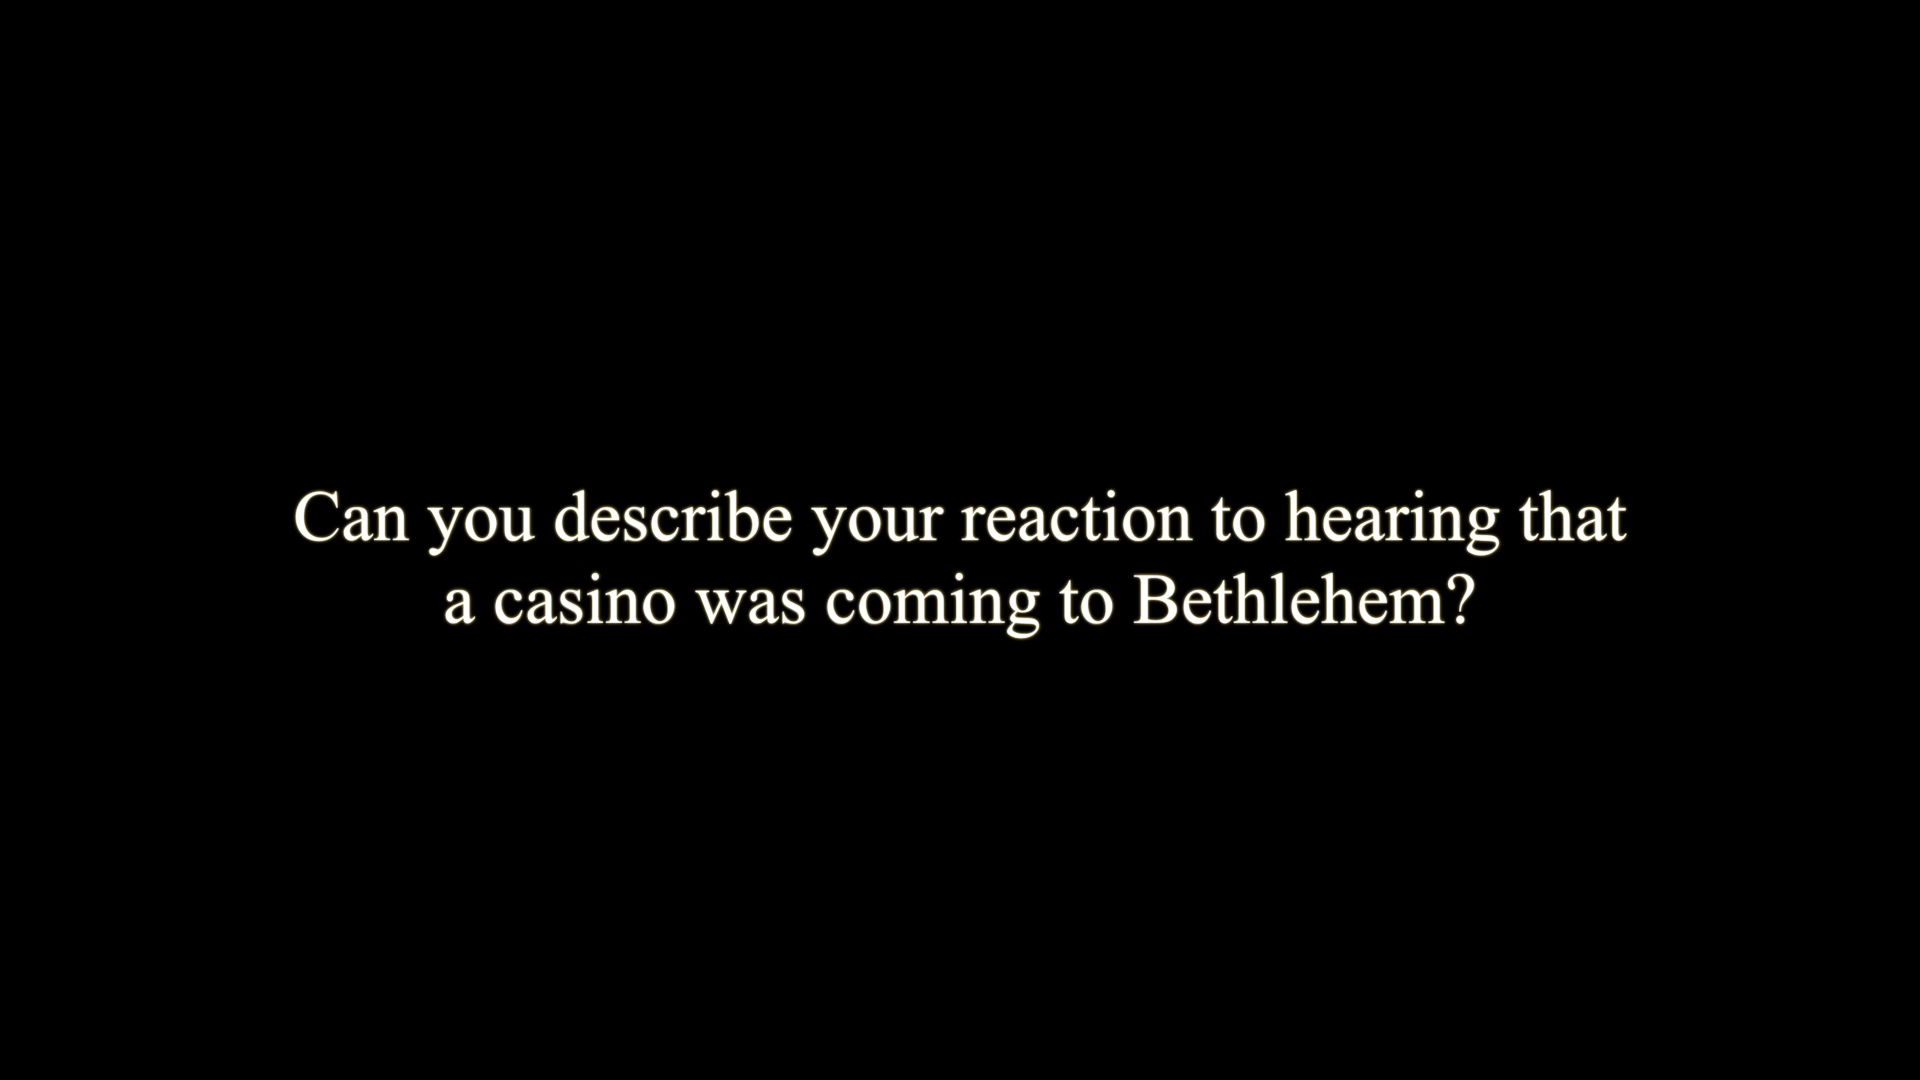 Can you describe your reaction to hearing that
a casino was coming to Bethlehem?